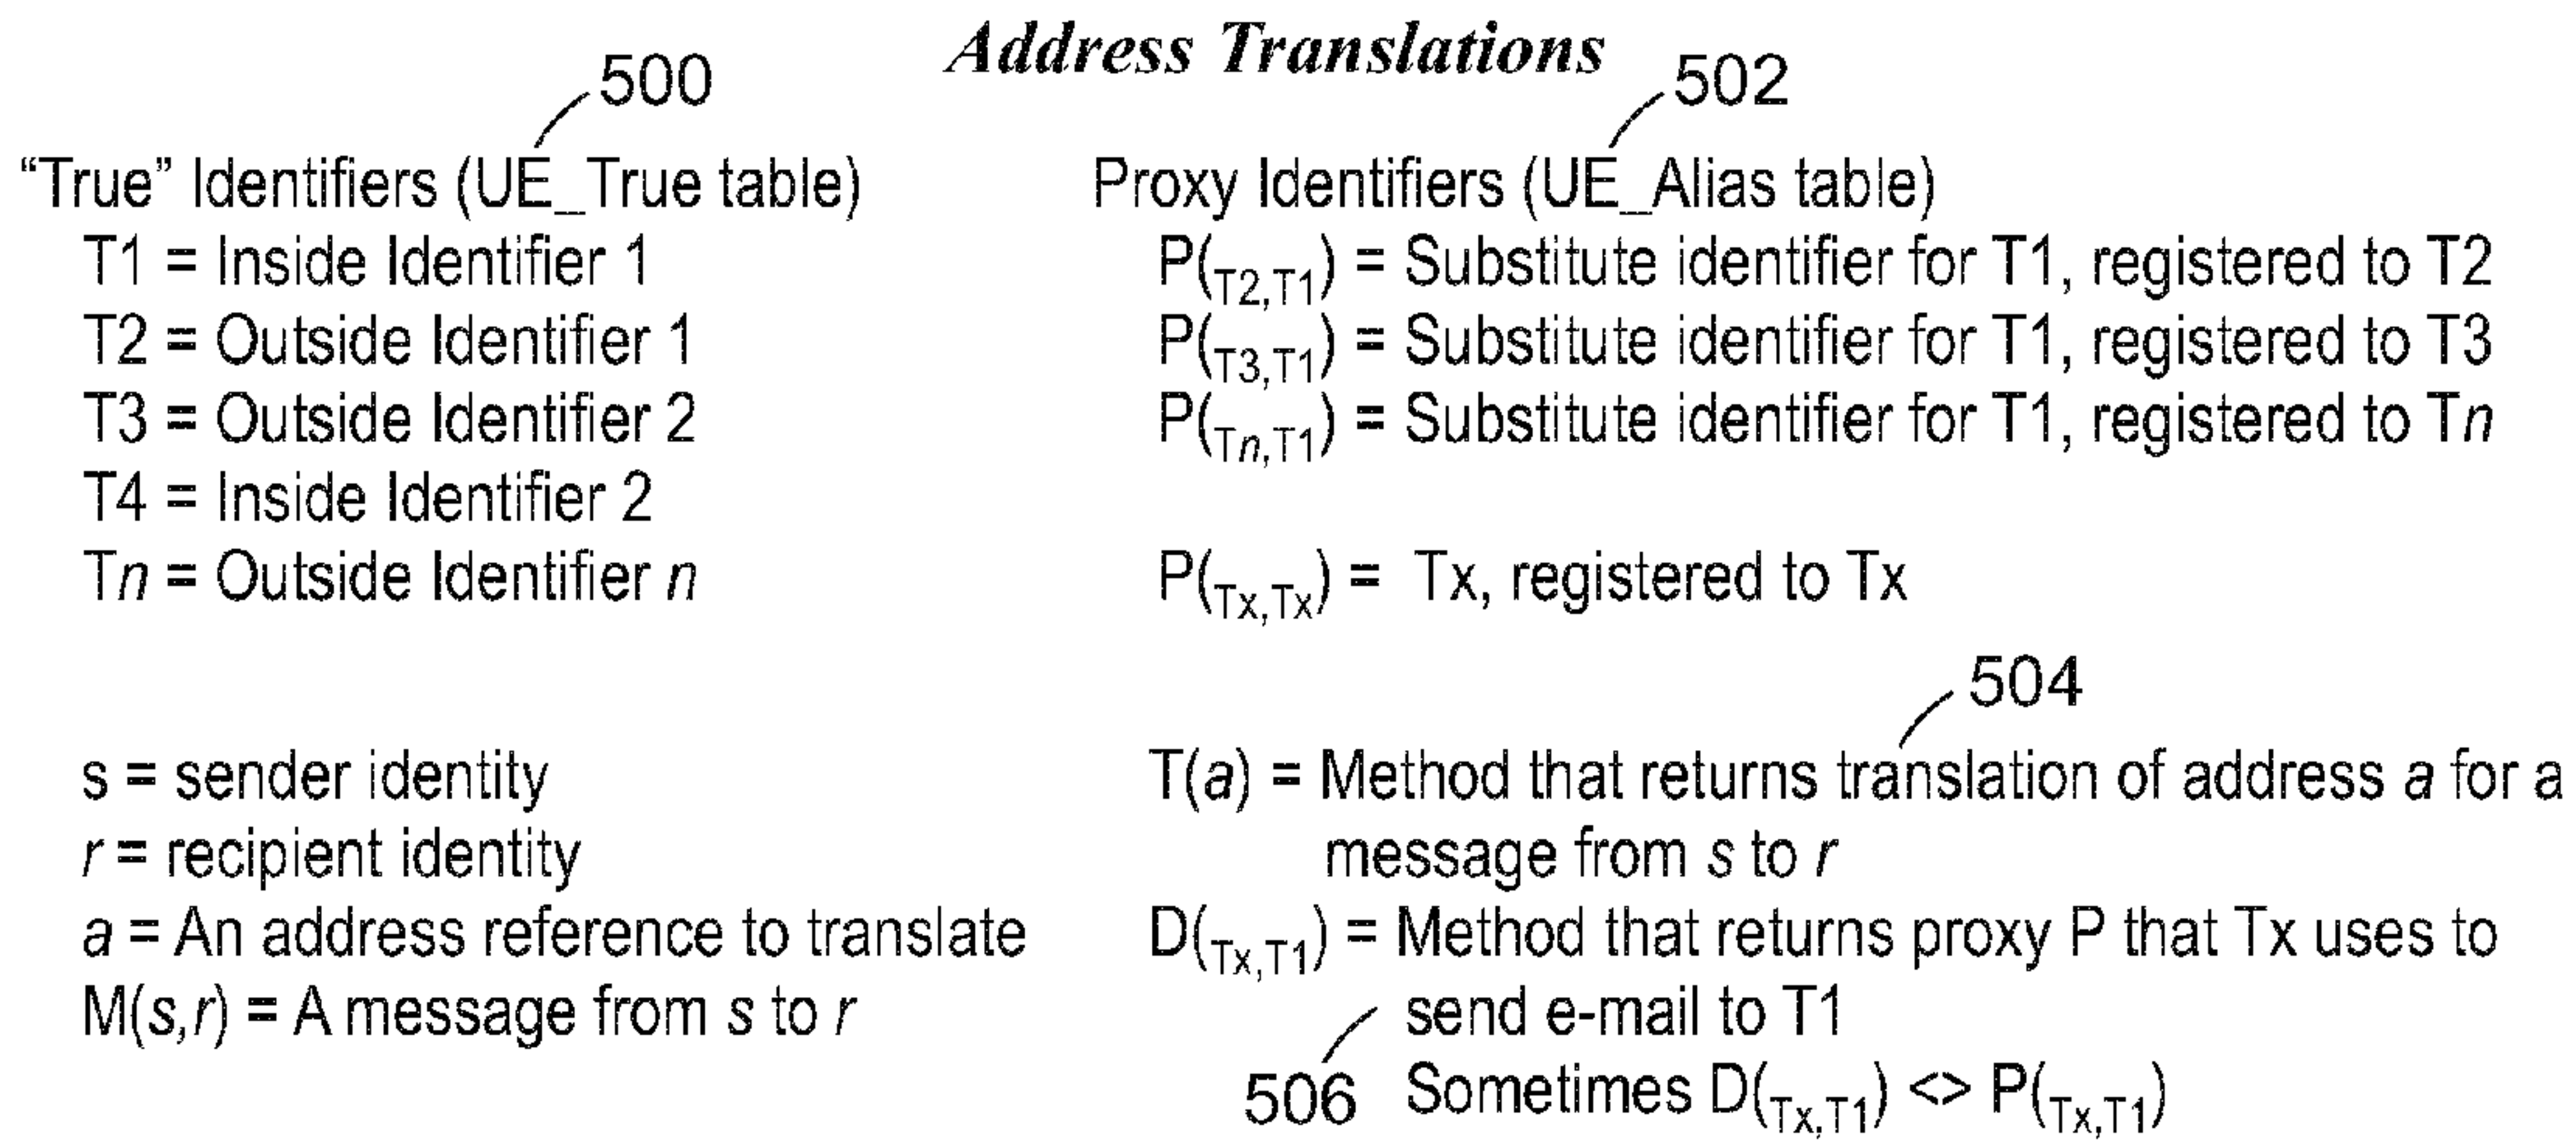 Address Translations
500
502
“True” Identifiers (UE_True table)
T1 = Inside Identifier 1
T2 = Outside Identifier 1
T3 = Outside Identifier 2
T4 = Inside Identifier 2
Tn = Outside Identifier n
Proxy Identifiers (UE_Alias table)
P(T2,T1) = Substitute identifier for T1, registered to T2
P(T3,T1) = Substitute identifier for T1, registered to T3
P(Tn,T1) = Substitute identifier for T1, registered to Tn
P(Tx,Tx) = Tx, registered to Tx
s = sender identity
r = recipient identity
a = An address reference to translate
M(s,r) = A message from s to r
504
T(a) = Method that returns translation of address a for a
message from s to r
D(Tx,T1) = Method that returns proxy P that Tx uses to
send e-mail to T1
506
Sometimes D(Tx,T1) <> P(Tx,T1)